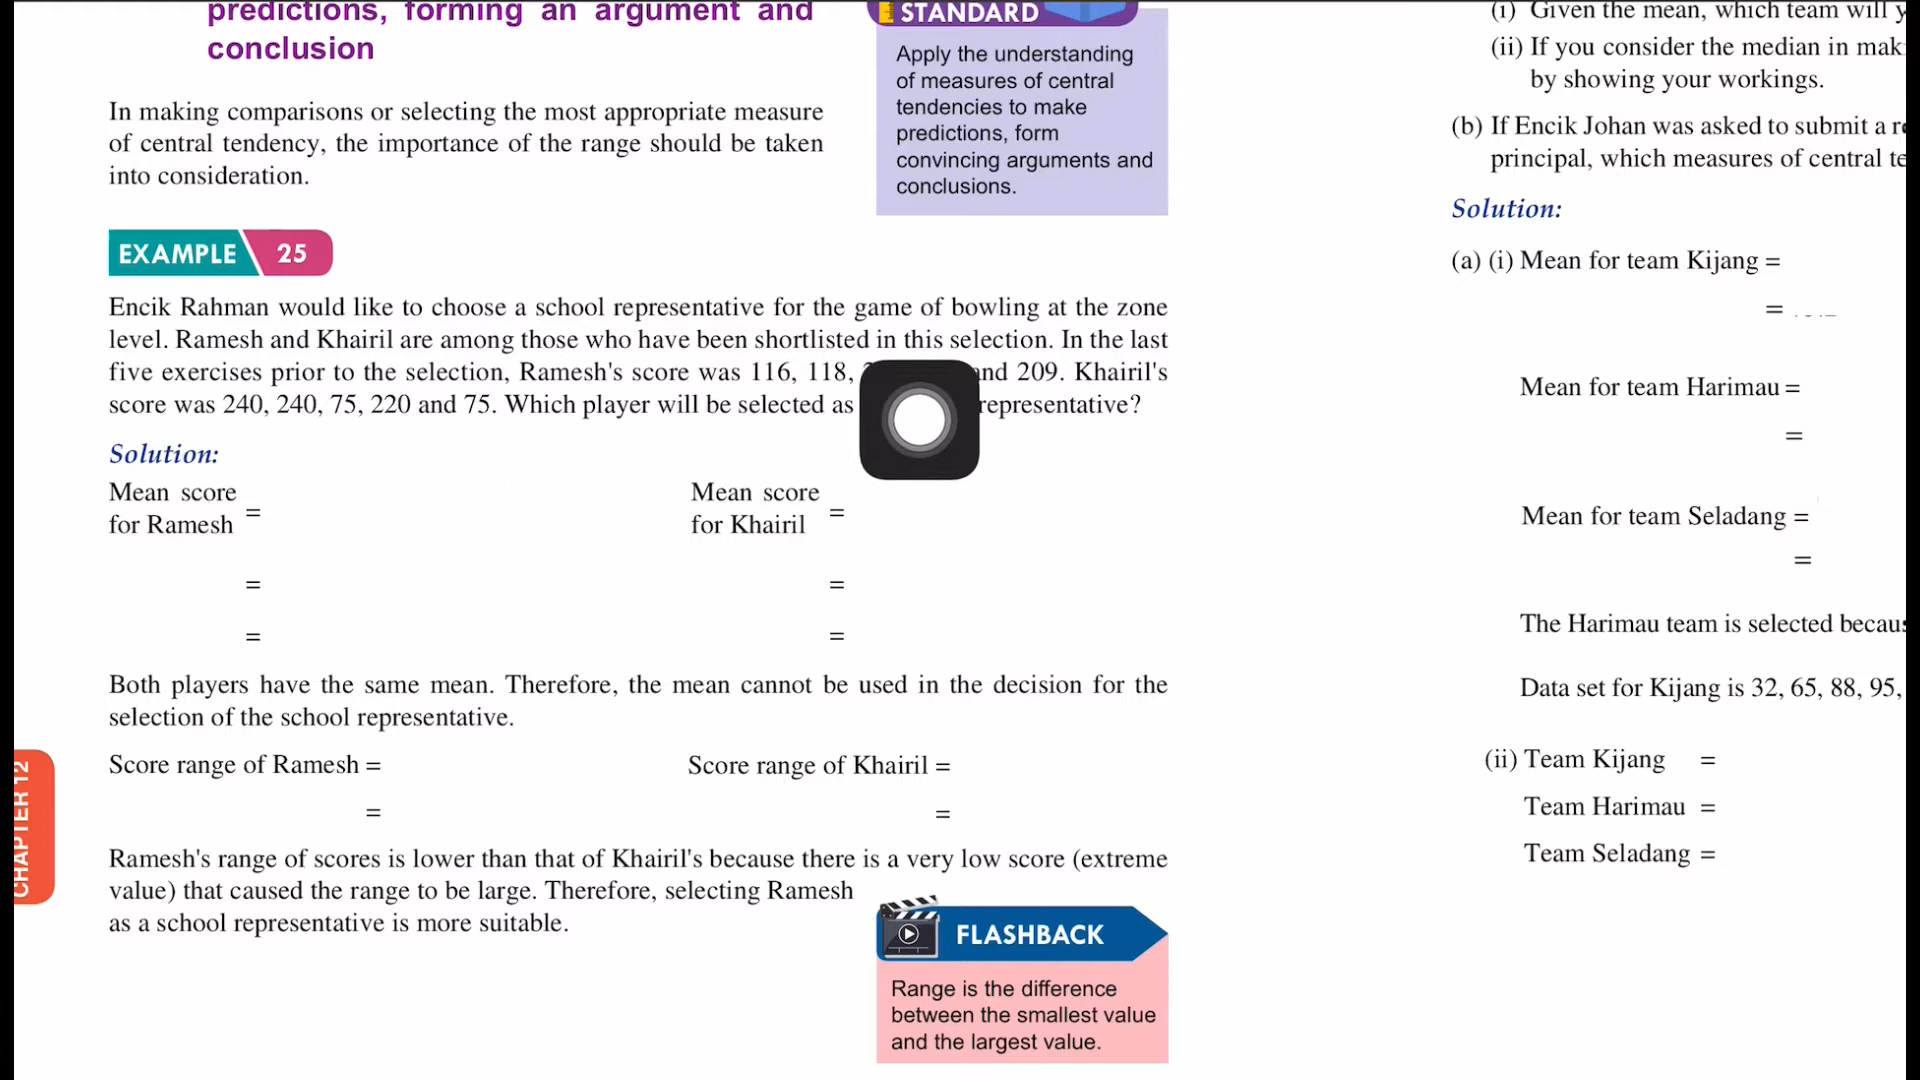 predictions, forming an argument and
conclusion
In making comparisons or selecting the most appropriate measure
of central tendency, the importance of the range should be taken
into consideration.
STANDARD
Apply the understanding
of measures of central
tendencies to make
predictions, form
convincing arguments and
conclusions.
EXAMPLE 25
Encik Rahman would like to choose a school representative for the game of bowling at the zone
level. Ramesh and Khairil are among those who have been shortlisted in this selection. In the last
five exercises prior to the selection, Ramesh's score was 116, 118, and 209. Khairil's
score was 240, 240, 75, 220 and 75. Which player will be selected as representative?
Solution:
Mean score
for Ramesh =
=
=
Mean score
for Khairil =
=
=
Both players have the same mean. Therefore, the mean cannot be used in the decision for the
selection of the school representative.
Score range of Ramesh =
=
Score range of Khairil =
=
Ramesh's range of scores is lower than that of Khairil's because there is a very low score (extreme
value) that caused the range to be large. Therefore, selecting Ramesh
as a school representative is more suitable.
FLASHBACK
Range is the difference
between the smallest value
and the largest value.
CHAPTER 12
(i) Given the mean, which team will
(ii) If you consider the median in
by showing your workings.
(b) If Encik Johan was asked to submit a
principal, which measures of central
Solution:
(a) (i) Mean for team Kijang =
=
Mean for team Harimau =
=
Mean for team Seladang =
=
The Harimau team is selected
Data set for Kijang is 32, 65, 88, 95,
(ii) Team Kijang =
Team Harimau =
Team Seladang =